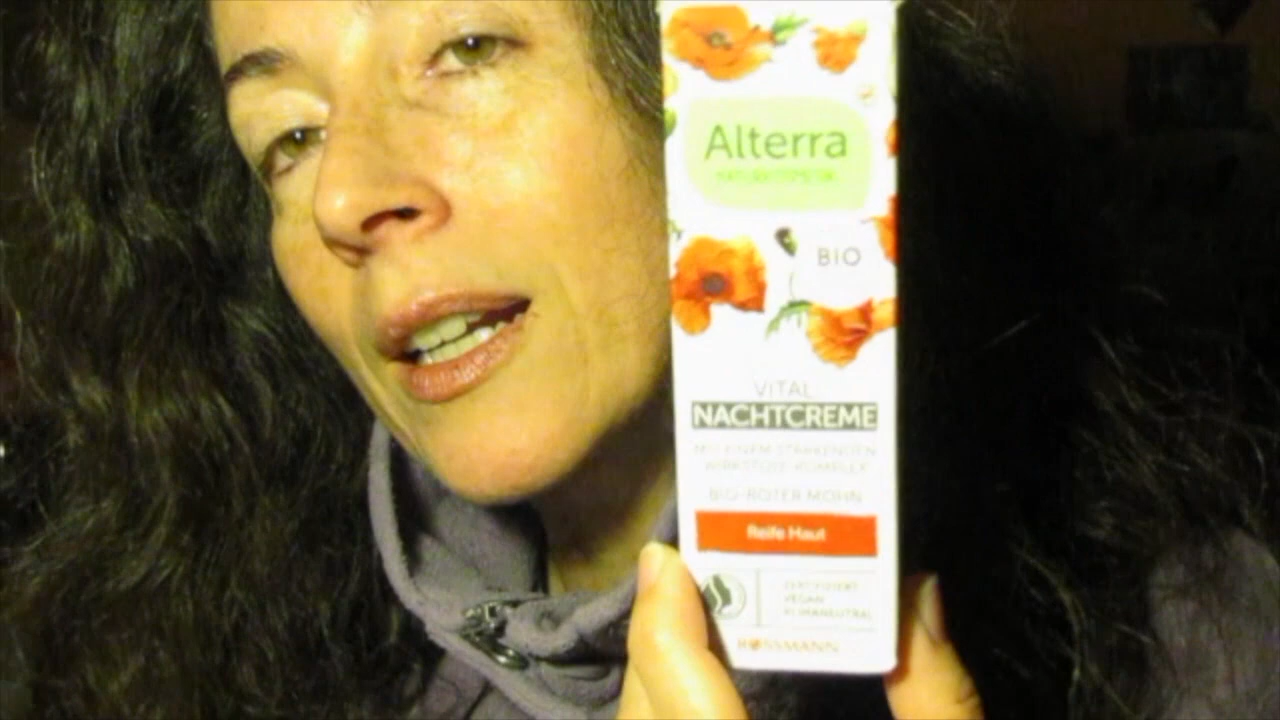 Alterra
NATURKOSMETIK
BIO
VITAL
NACHTCREME
MIT EINEM STÄRKENDEN
WIRKSTOFF-KOMPLEX
BIO-ROTER MOHN
Reife Haut
ZERTIFIZIERT
VEGAN
KLIMANEUTRAL
ROSSMANN